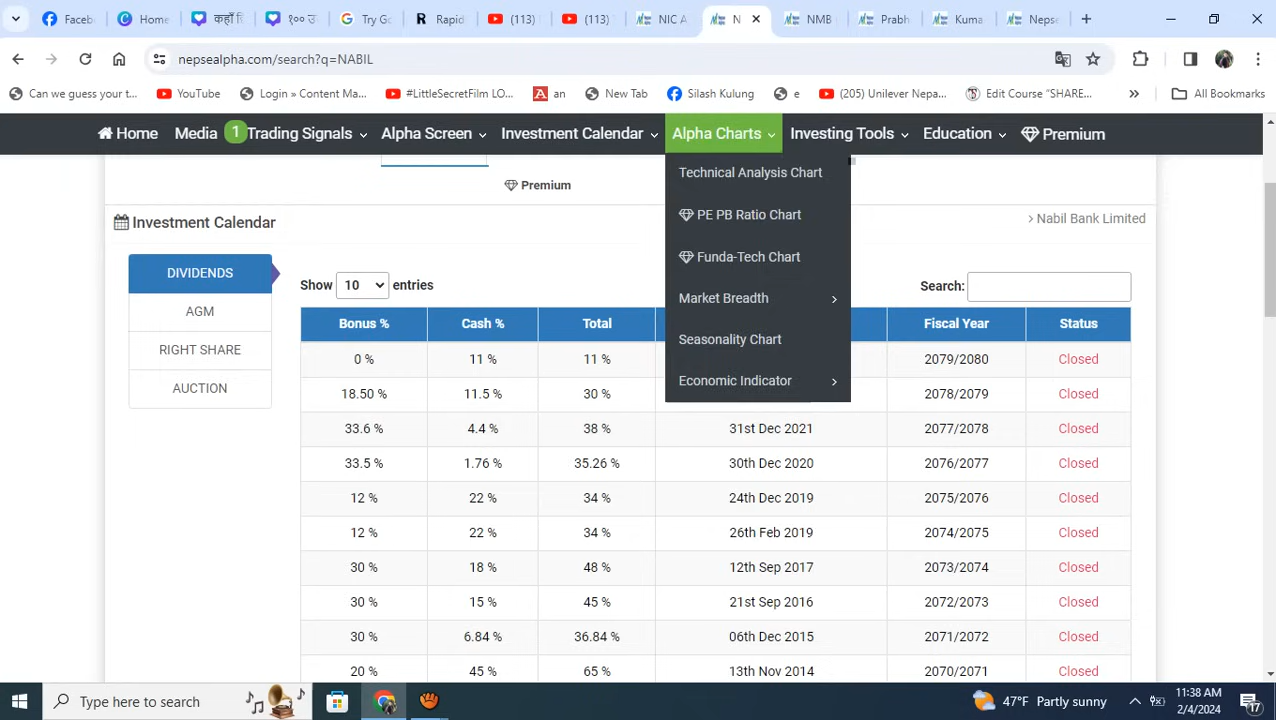 Faceb
Home
कहाँ f
१०० उ
Try Go
Rapid
(113)
(113)
NIC A
N
NMB
Prabh
Kuma
Nepse
nepsealpha.com/search?q=NABIL
Can we guess your t...
YouTube
Login » Content Ma...
#LittleSecretFilm LO...
an
New Tab
Silash Kulung
e
(205) Unilever Nepa...
Edit Course “SHARE...
»
All Bookmarks
Home
Media 1
Trading Signals
Alpha Screen
Investment Calendar
Alpha Charts
Investing Tools
Education
Premium
Technical Analysis Chart
PE PB Ratio Chart
Funda-Tech Chart
Market Breadth
Seasonality Chart
Economic Indicator
Premium
Investment Calendar
> Nabil Bank Limited
DIVIDENDS
AGM
RIGHT SHARE
AUCTION
Show 10 entries
Search:
Bonus % Cash % Total Fiscal Year Status
0 % 11 % 11 % 2079/2080 Closed
18.50 % 11.5 % 30 % 2078/2079 Closed
33.6 % 4.4 % 38 % 31st Dec 2021 2077/2078 Closed
33.5 % 1.76 % 35.26 % 30th Dec 2020 2076/2077 Closed
12 % 22 % 34 % 24th Dec 2019 2075/2076 Closed
12 % 22 % 34 % 26th Feb 2019 2074/2075 Closed
30 % 18 % 48 % 12th Sep 2017 2073/2074 Closed
30 % 15 % 45 % 21st Sep 2016 2072/2073 Closed
30 % 6.84 % 36.84 % 06th Dec 2015 2071/2072 Closed
20 % 45 % 65 % 13th Nov 2014 2070/2071 Closed
Type here to search
47°F Partly sunny
11:38 AM
2/4/2024
17